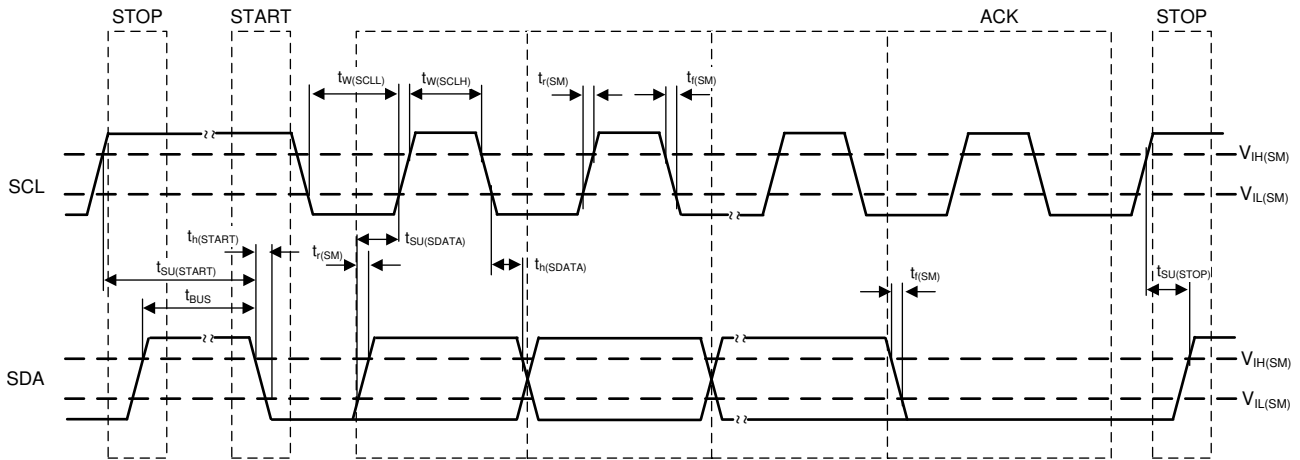 STOP START ACK STOP
tW(SCLL) tW(SCLH) tr(SM) tf(SM)
VIH(SM)
SCL
VIL(SM)
th(START) tr(SM) tSU(SDATA)
tSU(START) th(SDATA) tf(SM) tSU(STOP)
tBUS
VIH(SM)
SDA
VIL(SM)